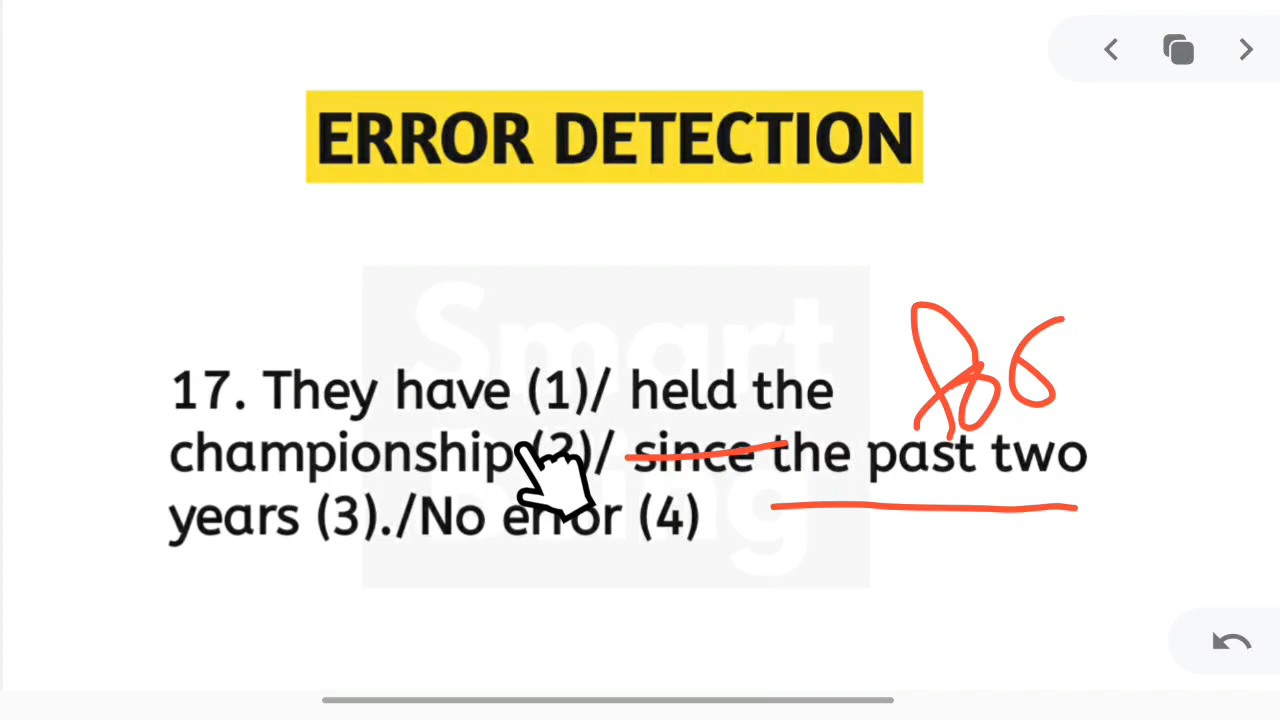 ERROR DETECTION
Smart
for
17. They have (1)/ held the
championship (2)/ since the past two
years (3)./No error (4)